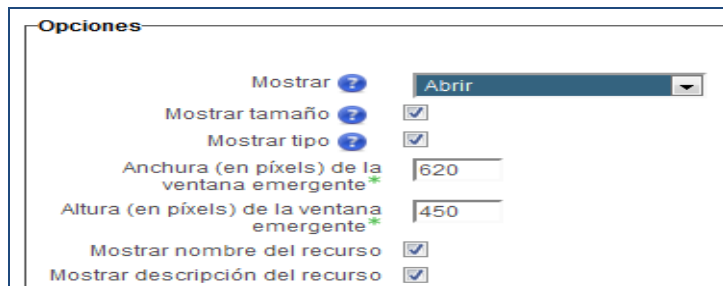 Opciones
Mostrar ? Abrir
Mostrar tamaño ?
Mostrar tipo ?
Anchura (en píxels) de la
ventana emergente* 620
Altura (en píxels) de la ventana
emergente* 450
Mostrar nombre del recurso
Mostrar descripción del recurso